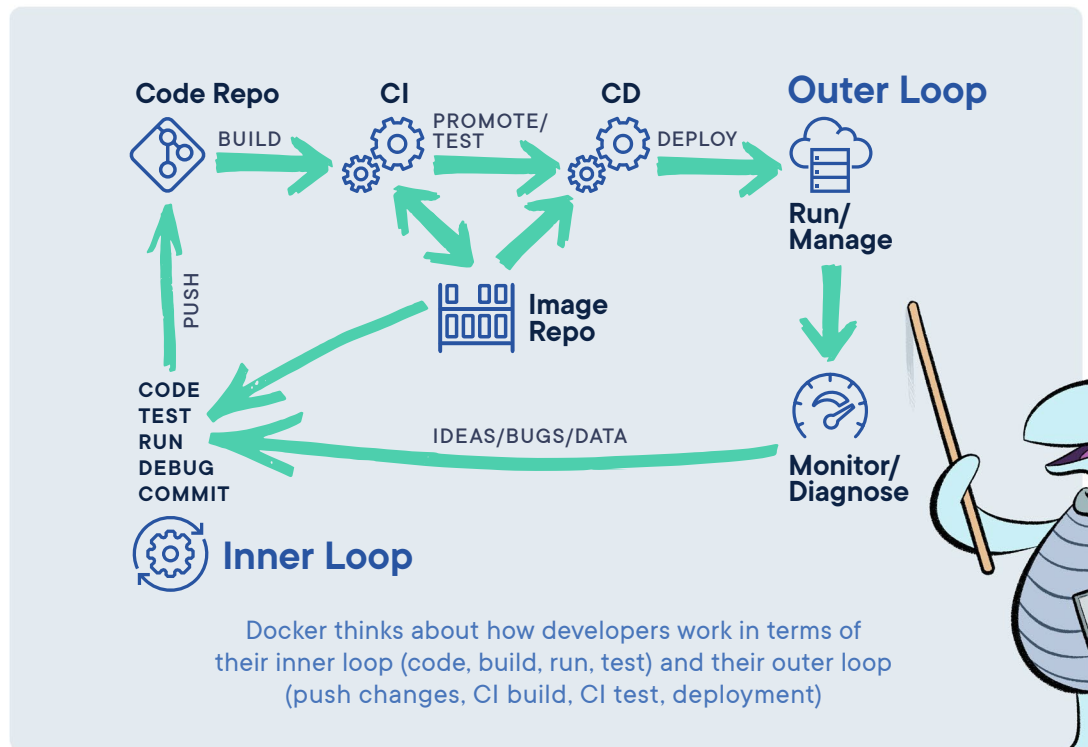 Code Repo
CI
CD
Outer Loop
BUILD
PROMOTE/
TEST
DEPLOY
Run/
Manage
PUSH
Image
Repo
CODE
TEST
RUN
DEBUG
COMMIT
IDEAS/BUGS/DATA
Monitor/
Diagnose
Inner Loop
Docker thinks about how developers work in terms of
their inner loop (code, build, run, test) and their outer loop
(push changes, CI build, CI test, deployment)